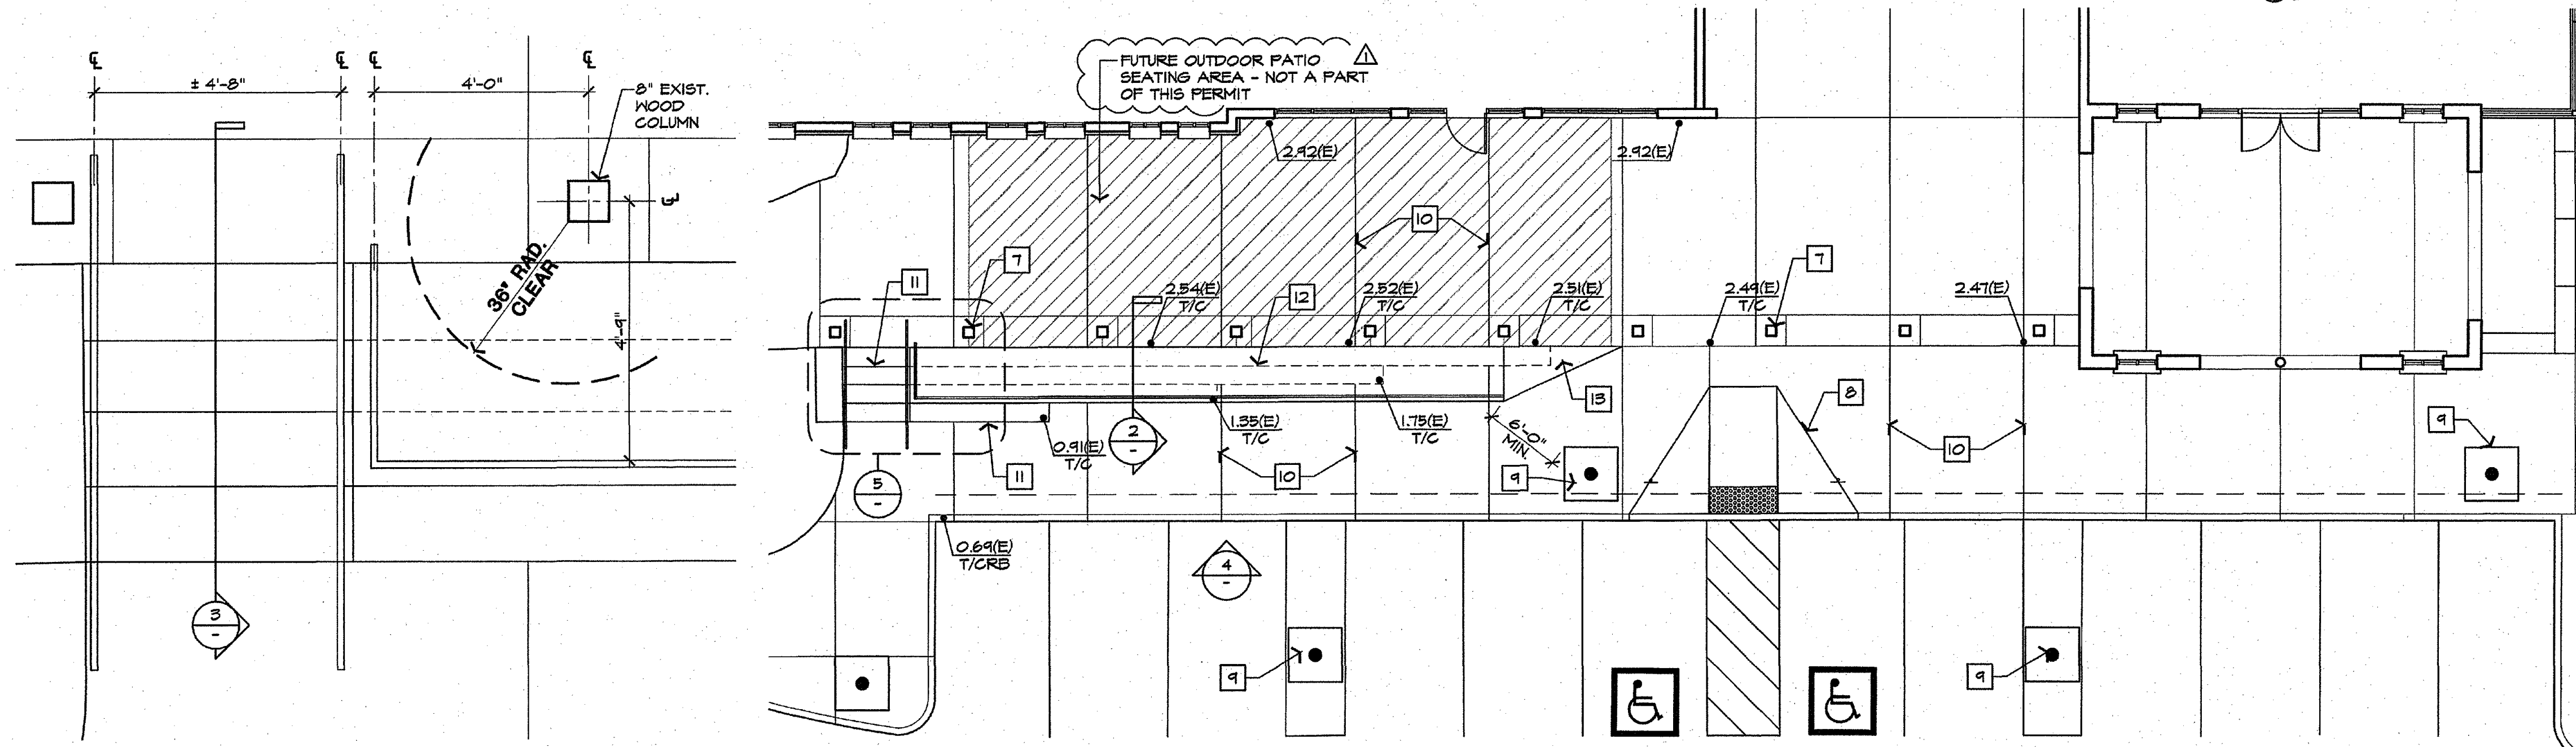 ℄
℄ ℄
℄
± 4'-8"
4'-0"
8" EXIST.
WOOD
COLUMN
℄
36" RAD.
CLEAR
4'-9"
3
-
FUTURE OUTDOOR PATIO
SEATING AREA - NOT A PART
OF THIS PERMIT
1
2.92(E)
2.92(E)
10
7
11
2.54(E)
T/C
12
2.52(E)
T/C
2.51(E)
T/C
2.49(E)
T/C
7
2.47(E)
13
8
0.91(E)
T/C
2
-
1.35(E)
T/C
1.75(E)
T/C
6'-0"
MIN.
10
9
11
5
-
10
9
0.69(E)
T/CRB
4
-
9
9